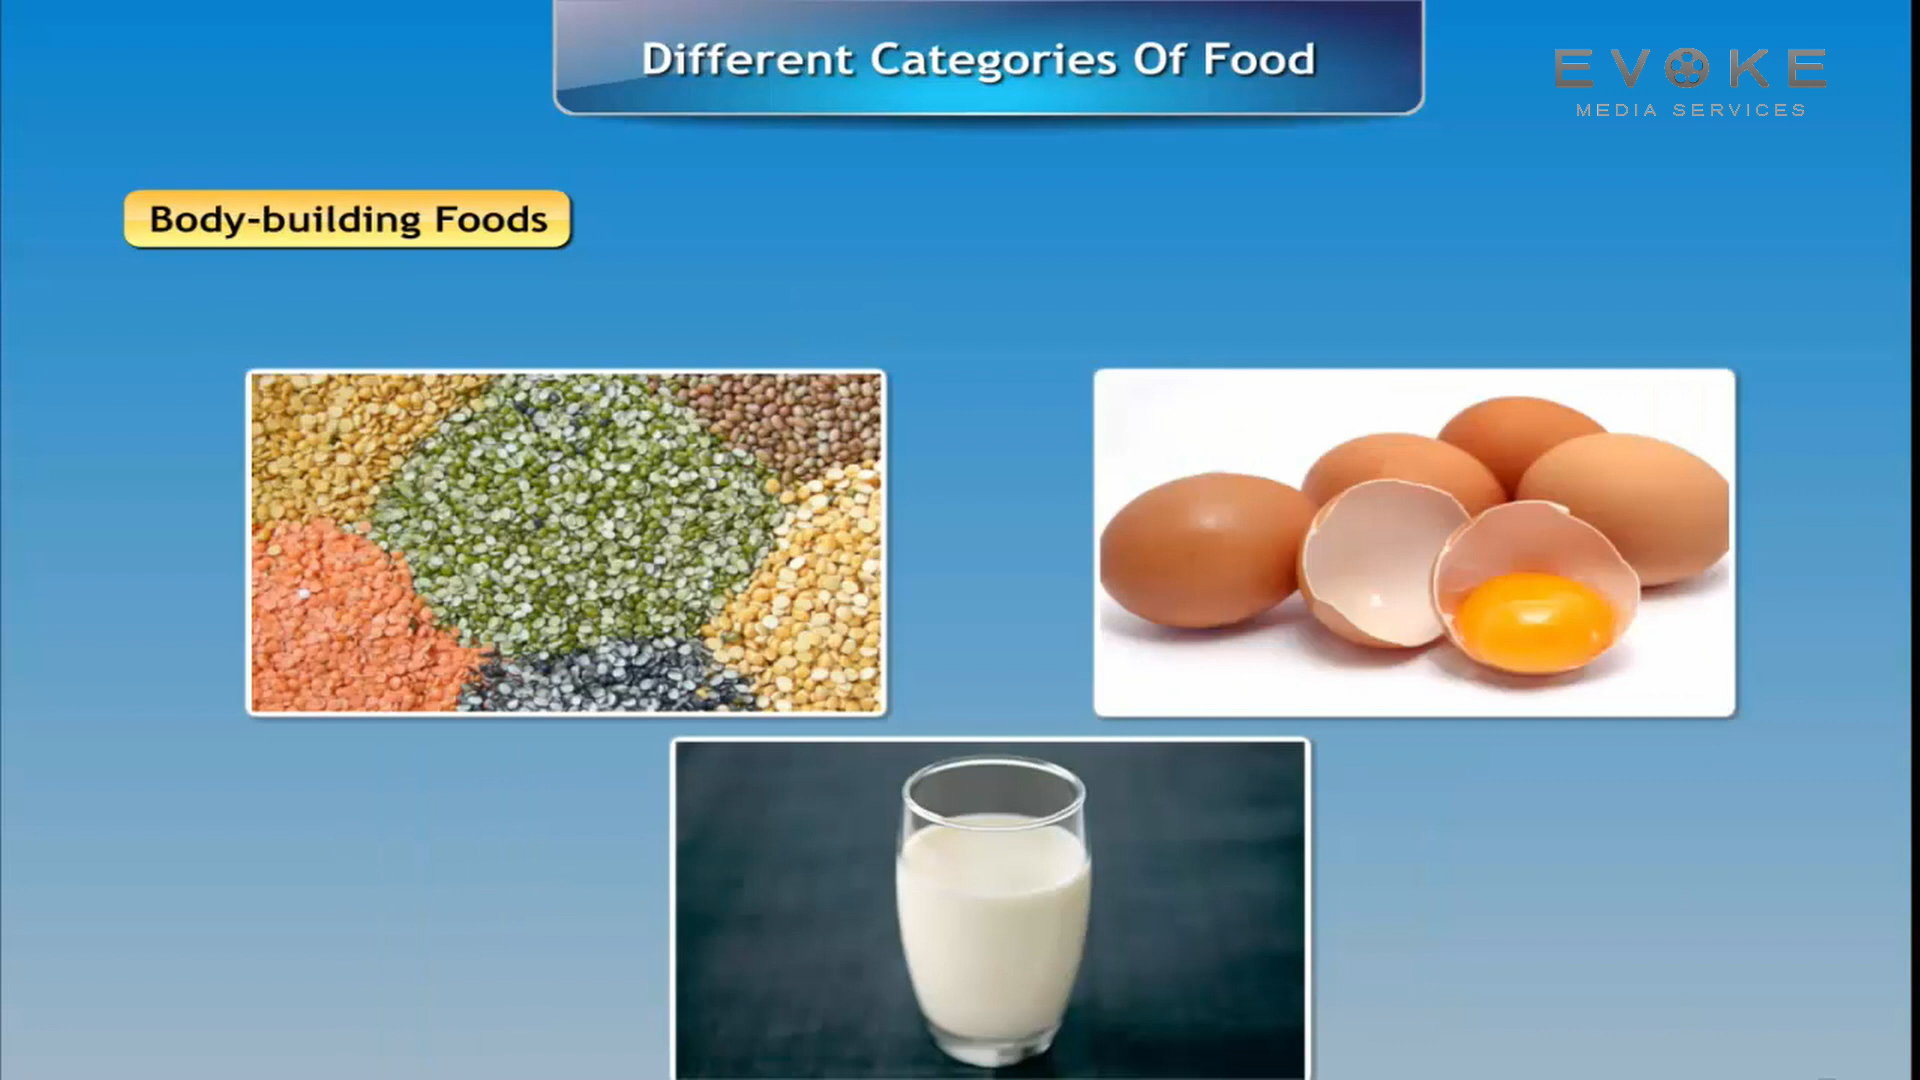 Different Categories Of Food
EVOKE
MEDIA SERVICES
Body-building Foods